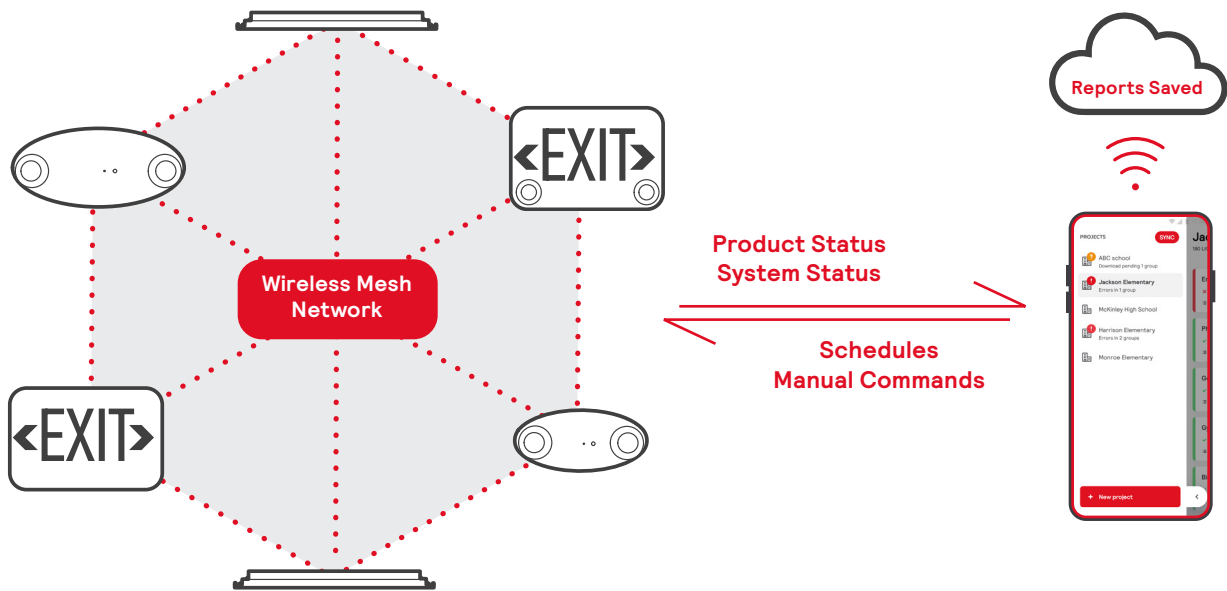 Reports Saved
<EXIT>
Wireless Mesh
Network
<EXIT>
Product Status
System Status
Schedules
Manual Commands
PROJECTS
SYNC
ABC school
Download pending 1 group
Jackson Elementary
Errors in 1 group
McKinley High School
Harrison Elementary
Errors in 2 groups
Monroe Elementary
+ New project
Ja